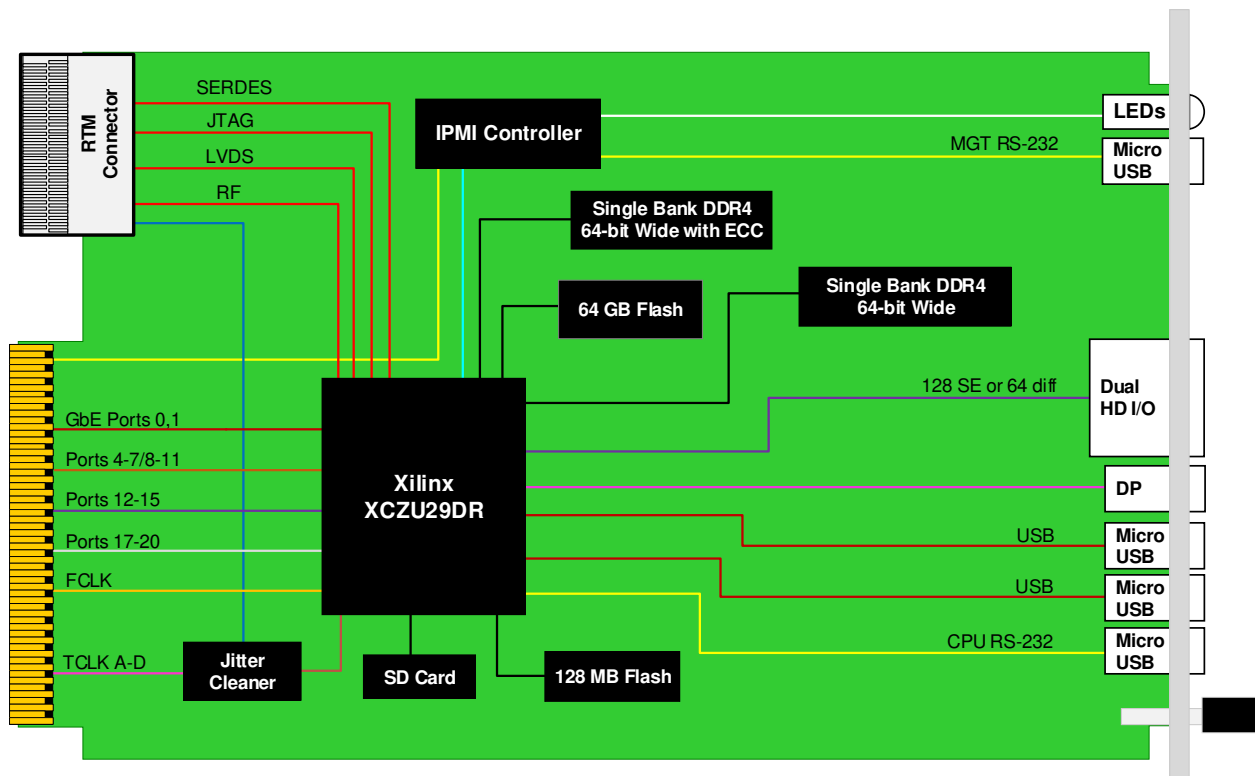 RTM
Connector
SERDES
JTAG
LVDS
RF
IPMI Controller
LEDs
MGT RS-232
Micro
USB
Single Bank DDR4
64-bit Wide with ECC
64 GB Flash
Single Bank DDR4
64-bit Wide
128 SE or 64 diff
Dual
HD I/O
GbE Ports 0,1
Ports 4-7/8-11
Ports 12-15
Ports 17-20
FCLK
TCLK A-D
Xilinx
XCZU29DR
DP
USB
Micro
USB
USB
Micro
USB
CPU RS-232
Micro
USB
Jitter
Cleaner
SD Card
128 MB Flash